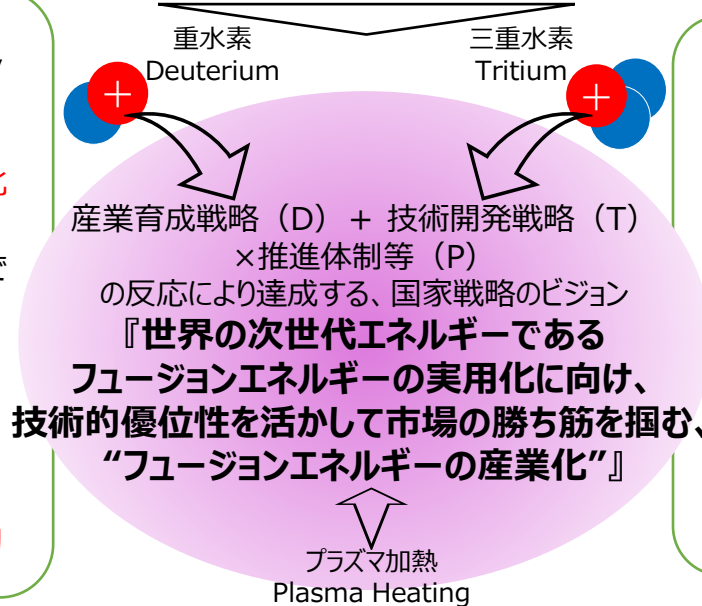 重水素
Deuterium
三重水素
Tritium
+
+
産業育成戦略（D）+ 技術開発戦略（T）
×推進体制等（P）
の反応により達成する、国家戦略のビジョン
『世界の次世代エネルギーである
フュージョンエネルギーの実用化に向け、
技術的優位性を活かして市場の勝ち筋を掴む、
“フュージョンエネルギーの産業化”』
プラズマ加熱
Plasma Heating